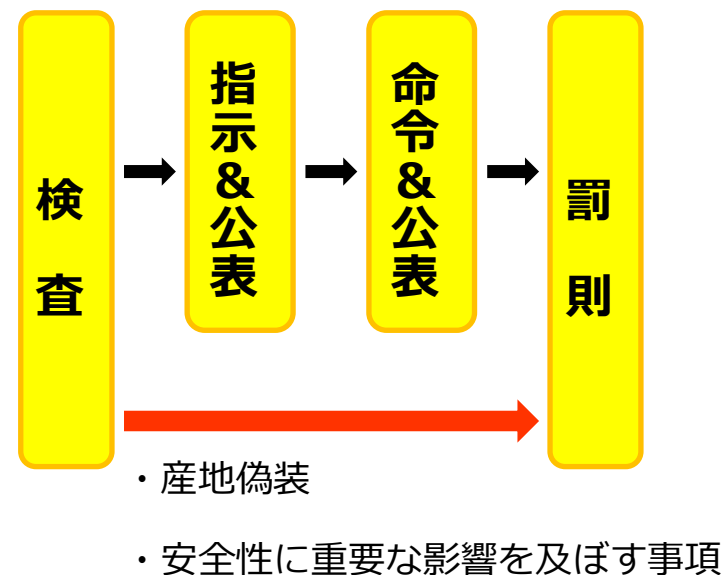 検査
指示&公表
命令&公表
罰則
・産地偽装
・安全性に重要な影響を及ぼす事項